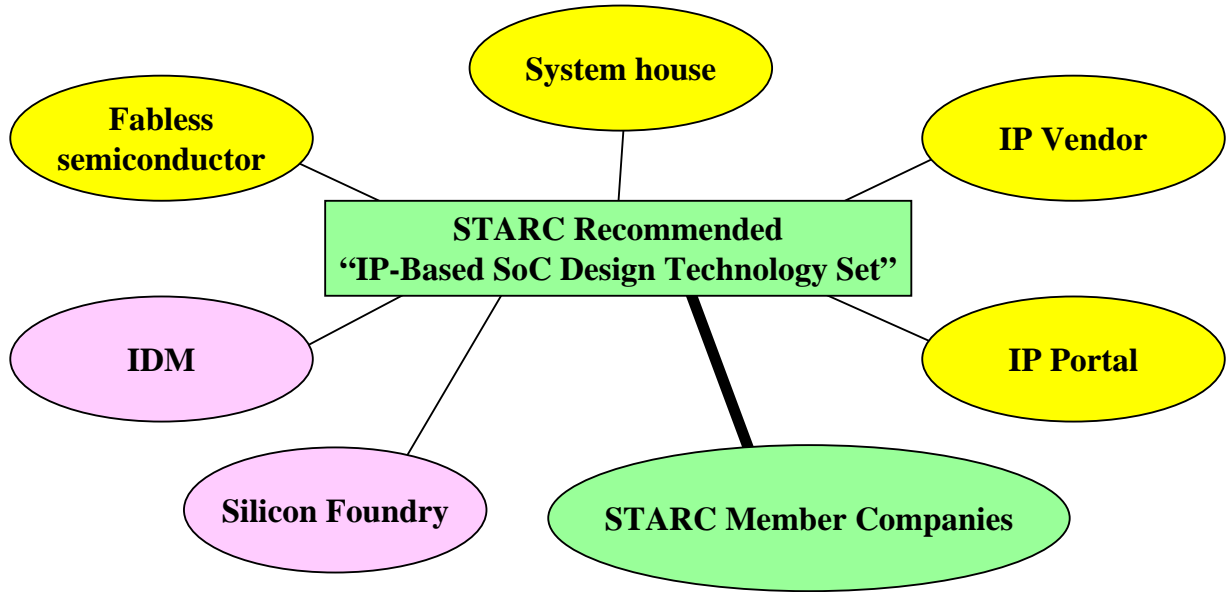 System house
Fabless
semiconductor
IP Vendor
STARC Recommended
“IP-Based SoC Design Technology Set”
IDM
IP Portal
Silicon Foundry
STARC Member Companies